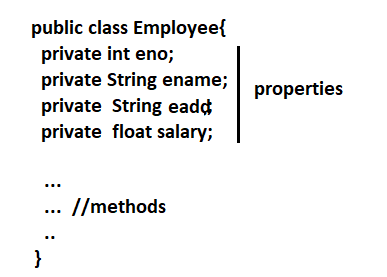 public class Employee{
private int eno;
private String ename;
private String eadd;
private float salary;
properties
...
... //methods
..
}